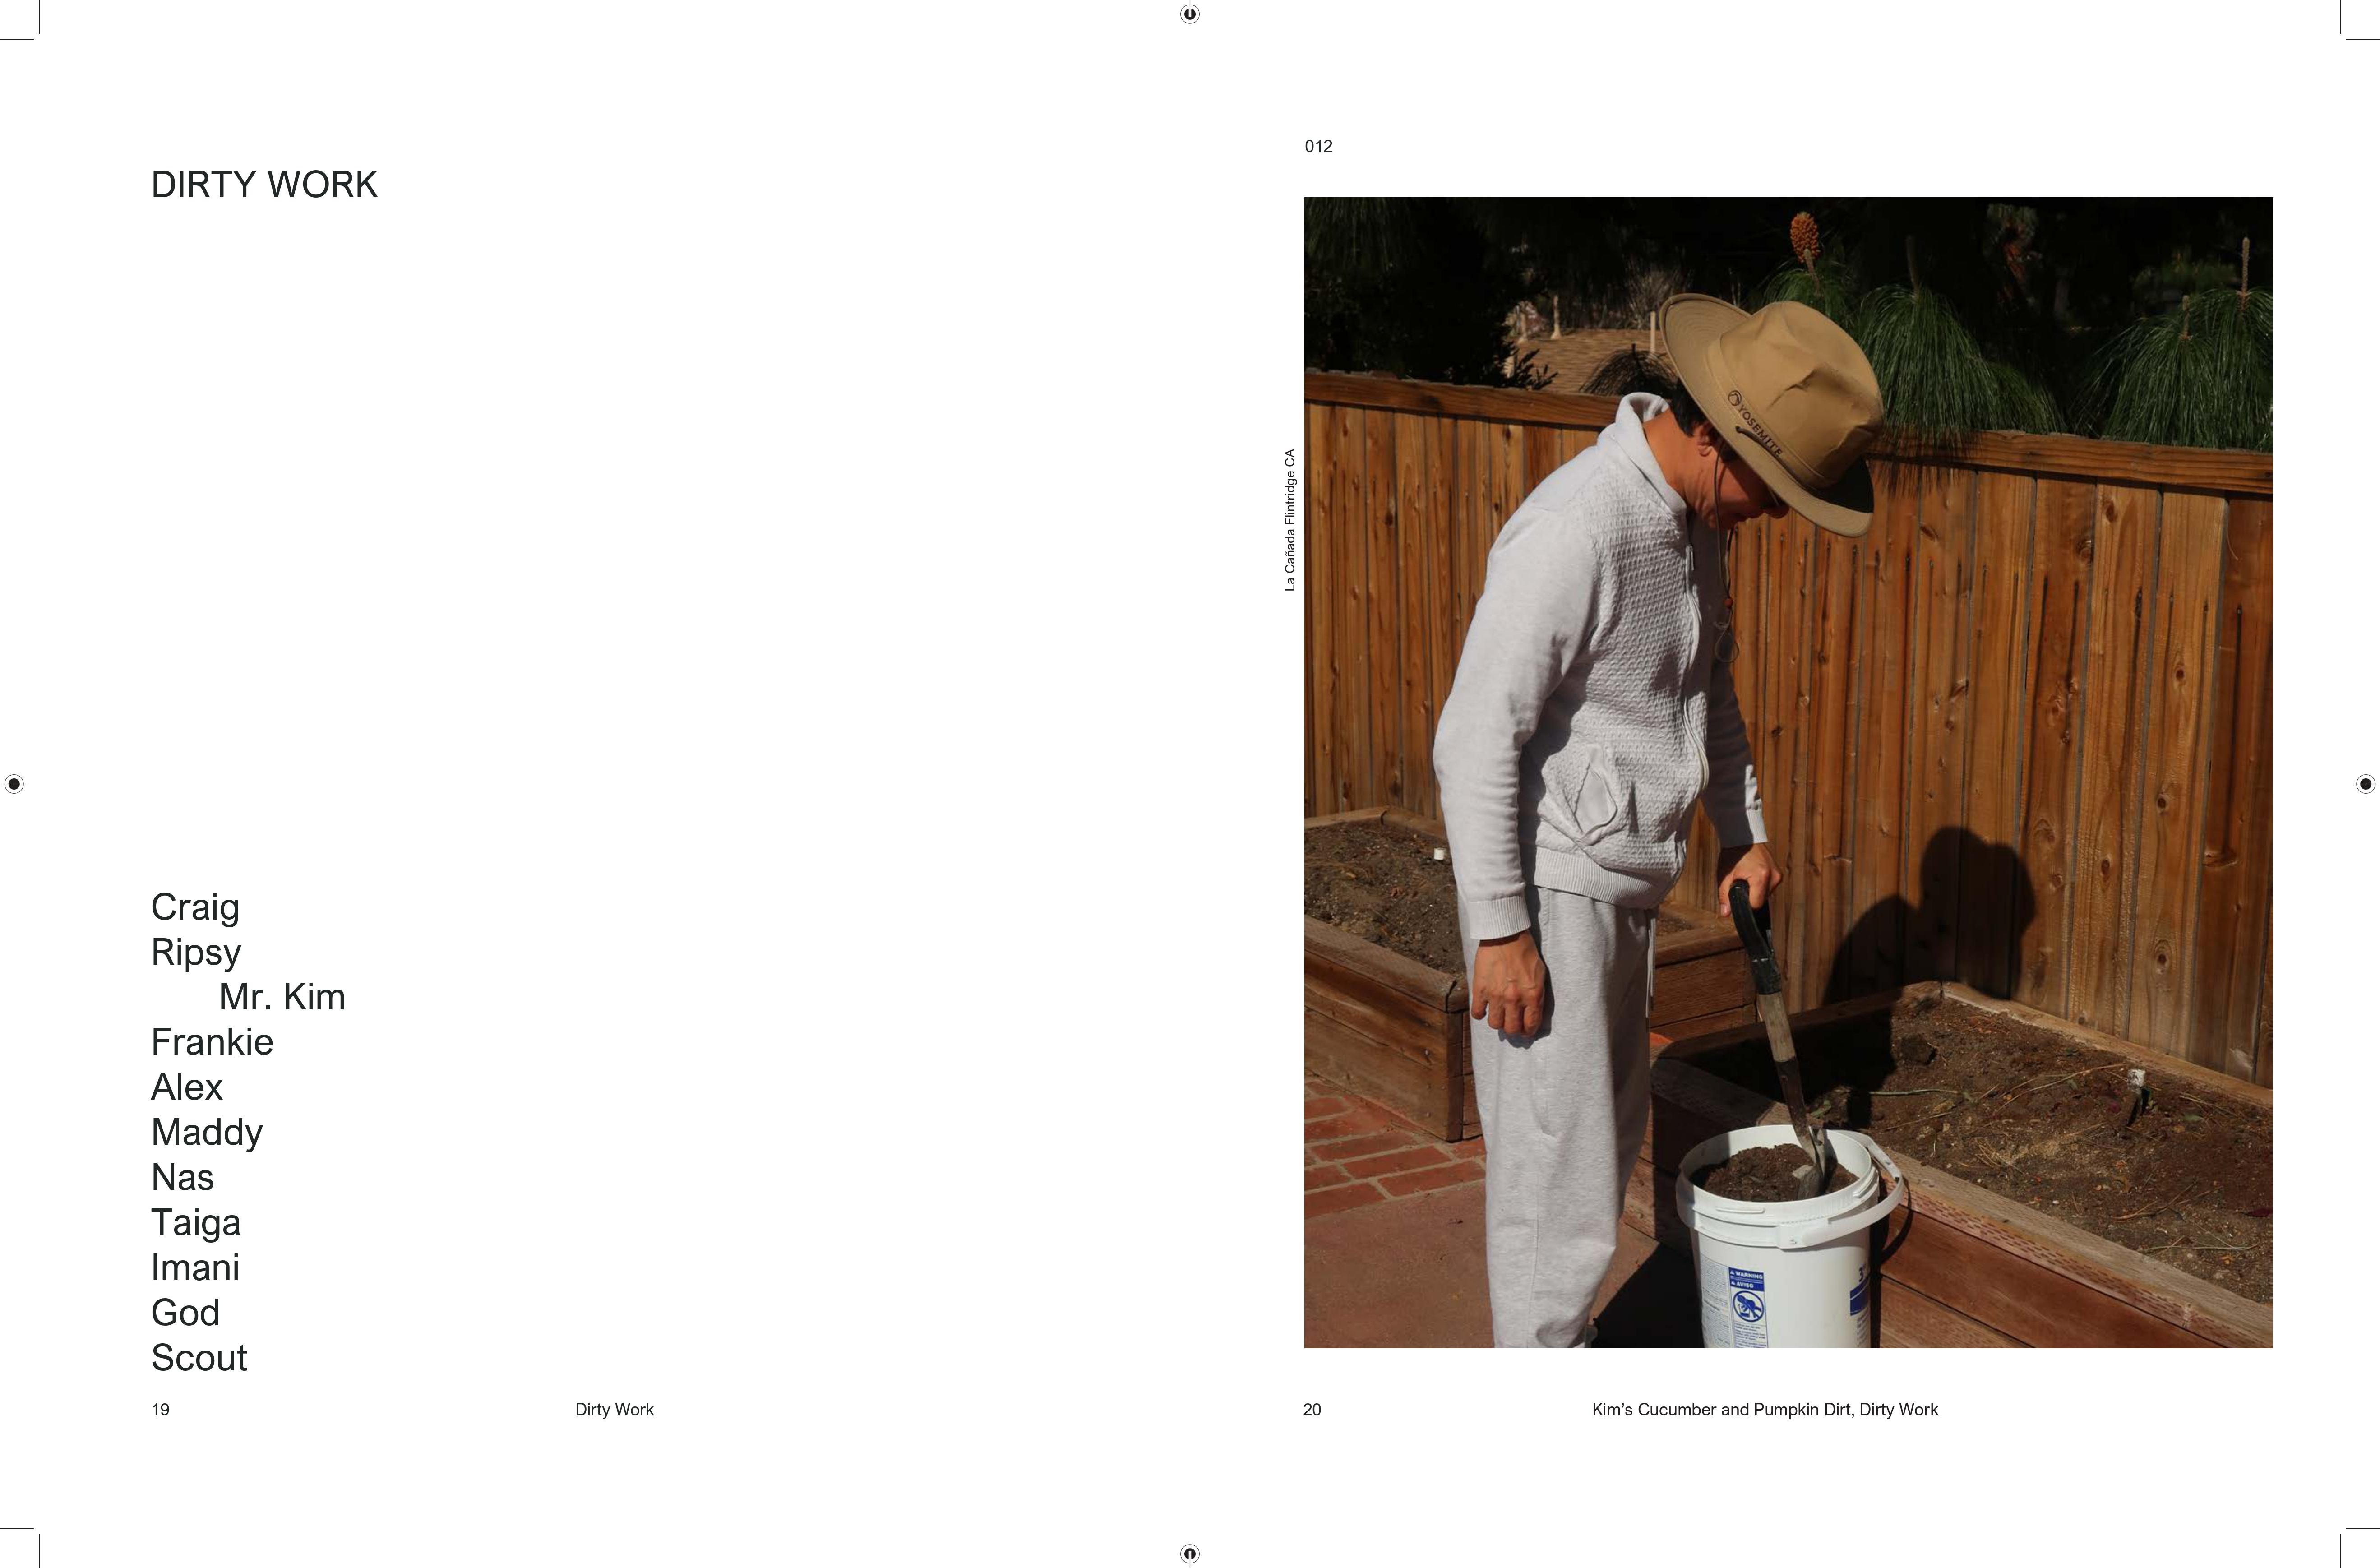 DIRTY WORK
Craig
Ripsy
Mr. Kim
Frankie
Alex
Maddy
Nas
Taiga
Imani
God
Scout
19
Dirty Work
012
La Cañada Flintridge CA
YOSEMITE
WARNING
AVISO
20
Kim’s Cucumber and Pumpkin Dirt, Dirty Work